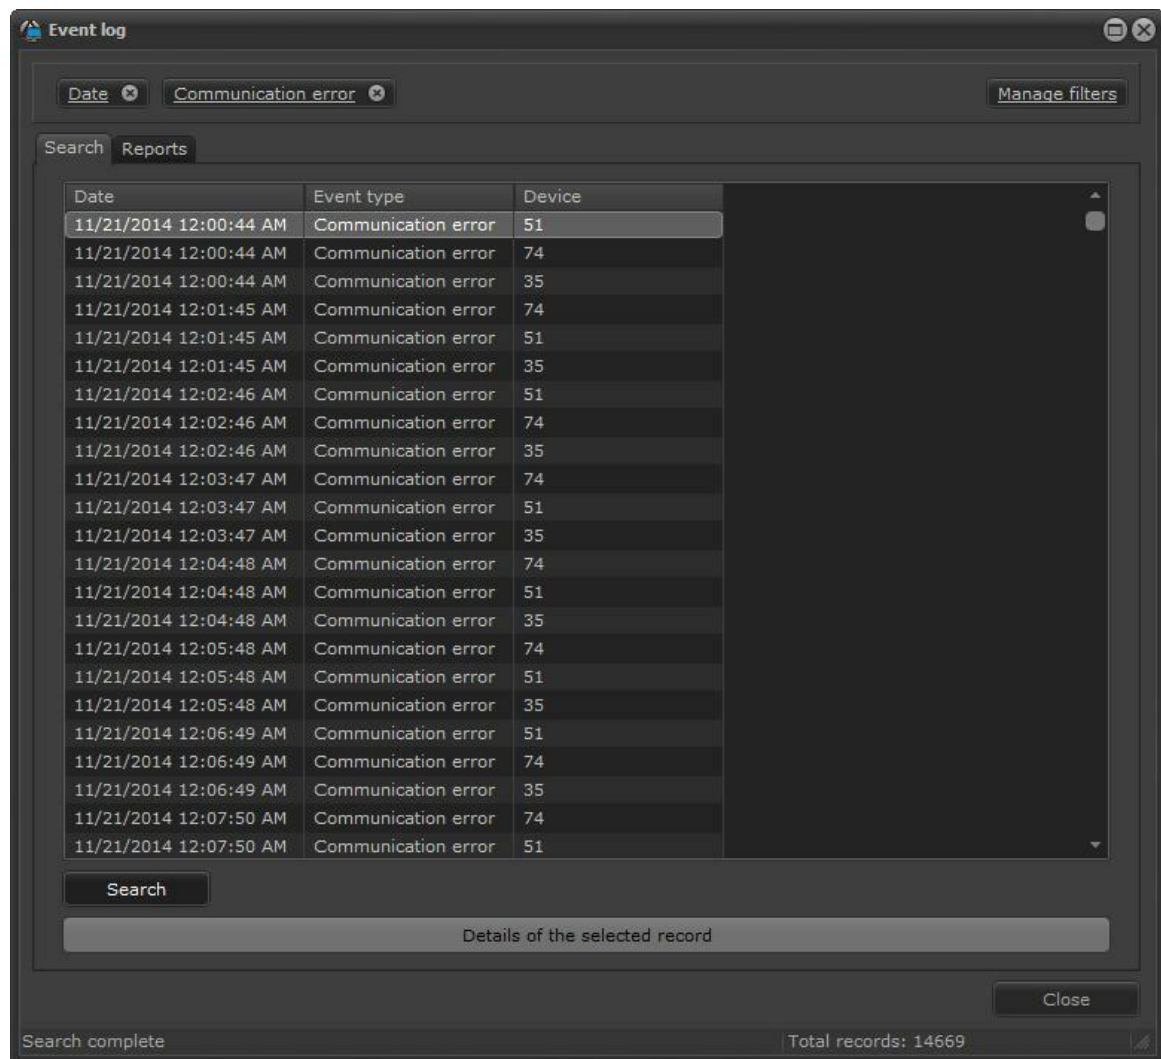 Event log
Date Communication error Manage filters
Search Reports
Date Event type Device
11/21/2014 12:00:44 AM Communication error 51
11/21/2014 12:00:44 AM Communication error 74
11/21/2014 12:00:44 AM Communication error 35
11/21/2014 12:01:45 AM Communication error 74
11/21/2014 12:01:45 AM Communication error 51
11/21/2014 12:01:45 AM Communication error 35
11/21/2014 12:02:46 AM Communication error 51
11/21/2014 12:02:46 AM Communication error 74
11/21/2014 12:02:46 AM Communication error 35
11/21/2014 12:03:47 AM Communication error 74
11/21/2014 12:03:47 AM Communication error 51
11/21/2014 12:03:47 AM Communication error 35
11/21/2014 12:04:48 AM Communication error 74
11/21/2014 12:04:48 AM Communication error 51
11/21/2014 12:04:48 AM Communication error 35
11/21/2014 12:05:48 AM Communication error 74
11/21/2014 12:05:48 AM Communication error 51
11/21/2014 12:05:48 AM Communication error 35
11/21/2014 12:06:49 AM Communication error 51
11/21/2014 12:06:49 AM Communication error 74
11/21/2014 12:06:49 AM Communication error 35
11/21/2014 12:07:50 AM Communication error 74
11/21/2014 12:07:50 AM Communication error 51
Search
Details of the selected record
Close
Search complete Total records: 14669